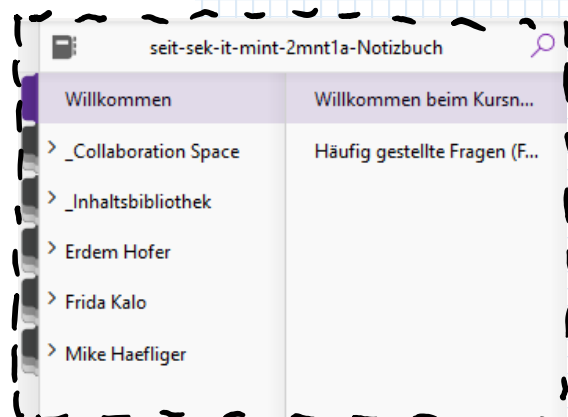 seit-sek-it-mint-2mnt1a-Notizbuch
Willkommen
Willkommen beim Kursn...
_Collaboration Space
Häufig gestellte Fragen (F...
_Inhaltsbibliothek
Erdem Hofer
Frida Kalo
Mike Haefliger